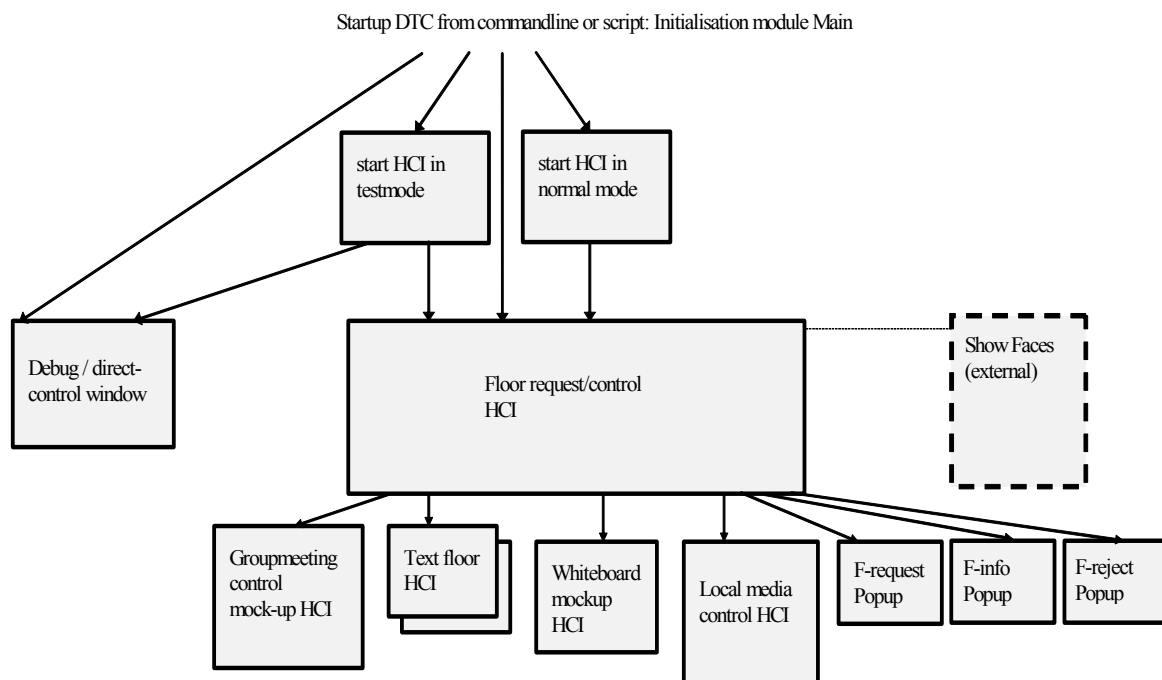 Startup DTC from commandline or script: Initialisation module Main
start HCI in
testmode
start HCI in
normal mode
Debug / direct-
control window
Floor request/control
HCI
Show Faces
(external)
Groupmeeting
control
mock-up HCI
Text floor
HCI
Whiteboard
mockup
HCI
Local media
control HCI
F-request
Popup
F-info
Popup
F-reject
Popup